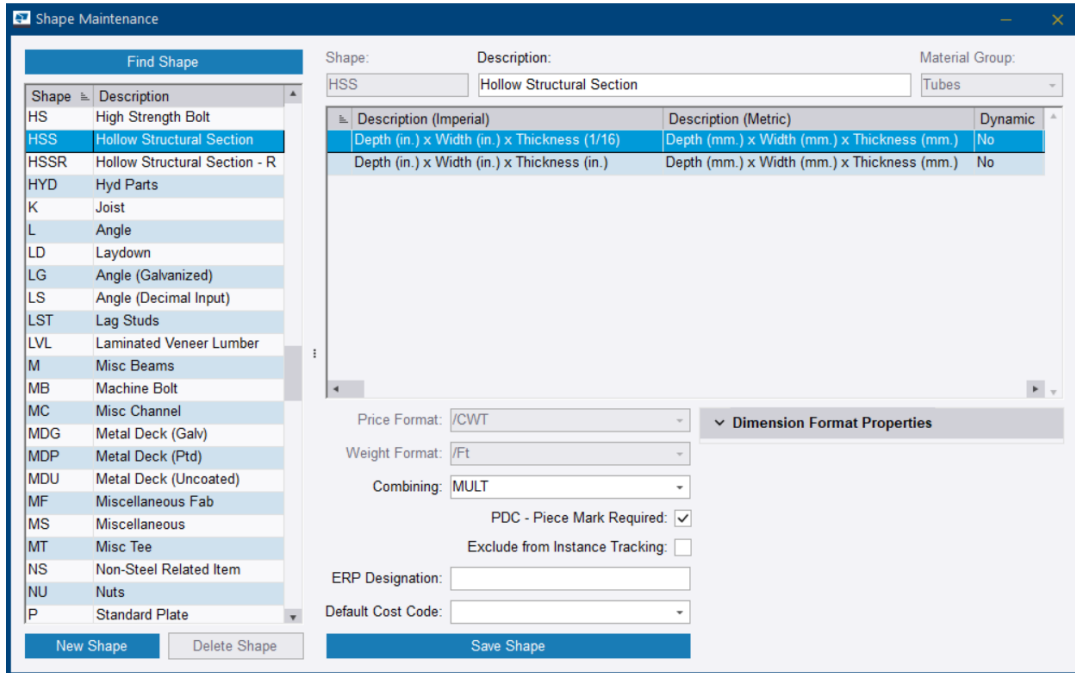 Shape Maintenance
Find Shape
Shape Description
HS High Strength Bolt
HSS Hollow Structural Section
HSSR Hollow Structural Section - R
HYD Hyd Parts
K Joist
L Angle
LD Laydown
LG Angle (Galvanized)
LS Angle (Decimal Input)
LST Lag Studs
LVL Laminated Veneer Lumber
M Misc Beams
MB Machine Bolt
MC Misc Channel
MDG Metal Deck (Galv)
MDP Metal Deck (Ptd)
MDU Metal Deck (Uncoated)
MF Miscellaneous Fab
MS Miscellaneous
MT Misc Tee
NS Non-Steel Related Item
NU Nuts
P Standard Plate
New Shape Delete Shape
Shape: Description: Material Group:
HSS Hollow Structural Section Tubes
Description (Imperial) Description (Metric) Dynamic
Depth (in.) x Width (in.) x Thickness (1/16) Depth (mm.) x Width (mm.) x Thickness (mm.) No
Depth (in.) x Width (in.) x Thickness (in.) Depth (mm.) x Width (mm.) x Thickness (mm.) No
Price Format: /CWT
Weight Format: /Ft
Combining: MULT
PDC - Piece Mark Required:
Exclude from Instance Tracking:
ERP Designation:
Default Cost Code:
Save Shape
Dimension Format Properties